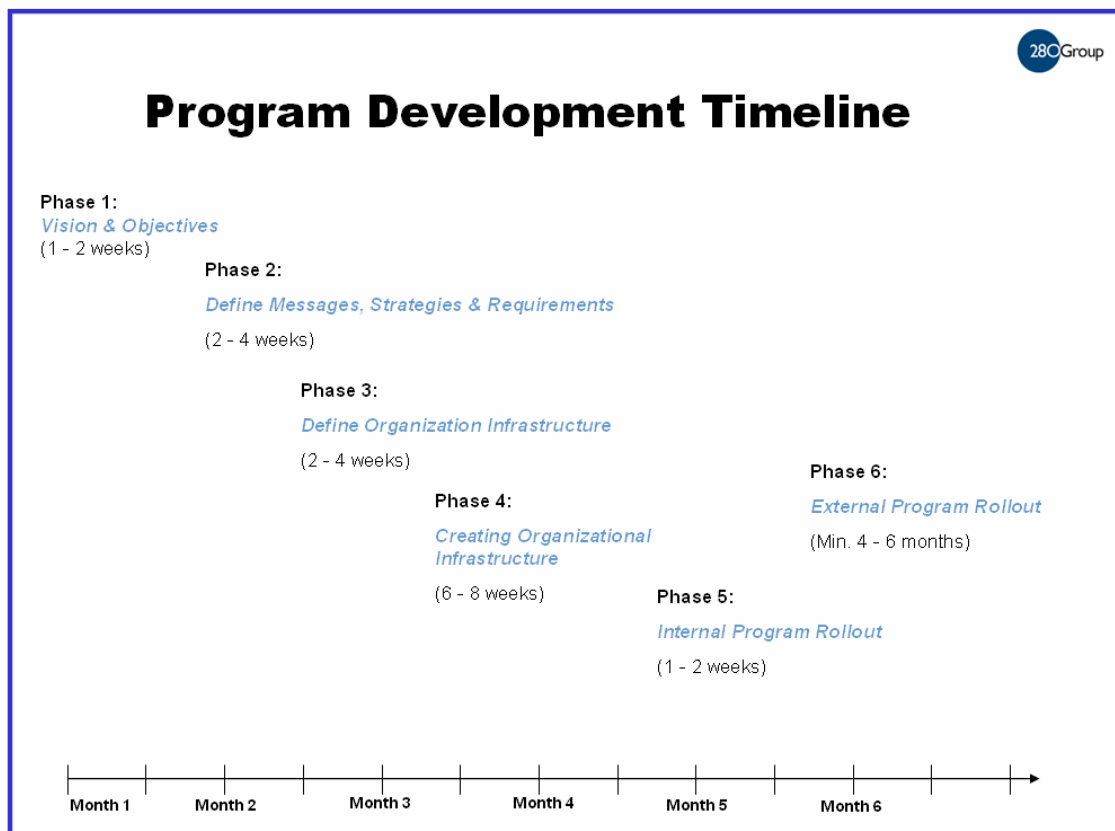 280Group
Program Development Timeline
Phase 1:
Vision & Objectives
(1 - 2 weeks)
Phase 2:
Define Messages, Strategies & Requirements
(2 - 4 weeks)
Phase 3:
Define Organization Infrastructure
(2 - 4 weeks)
Phase 4:
Creating Organizational
Infrastructure
(6 - 8 weeks)
Phase 6:
External Program Rollout
(Min. 4 - 6 months)
Phase 5:
Internal Program Rollout
(1 - 2 weeks)
Month 1
Month 2
Month 3
Month 4
Month 5
Month 6